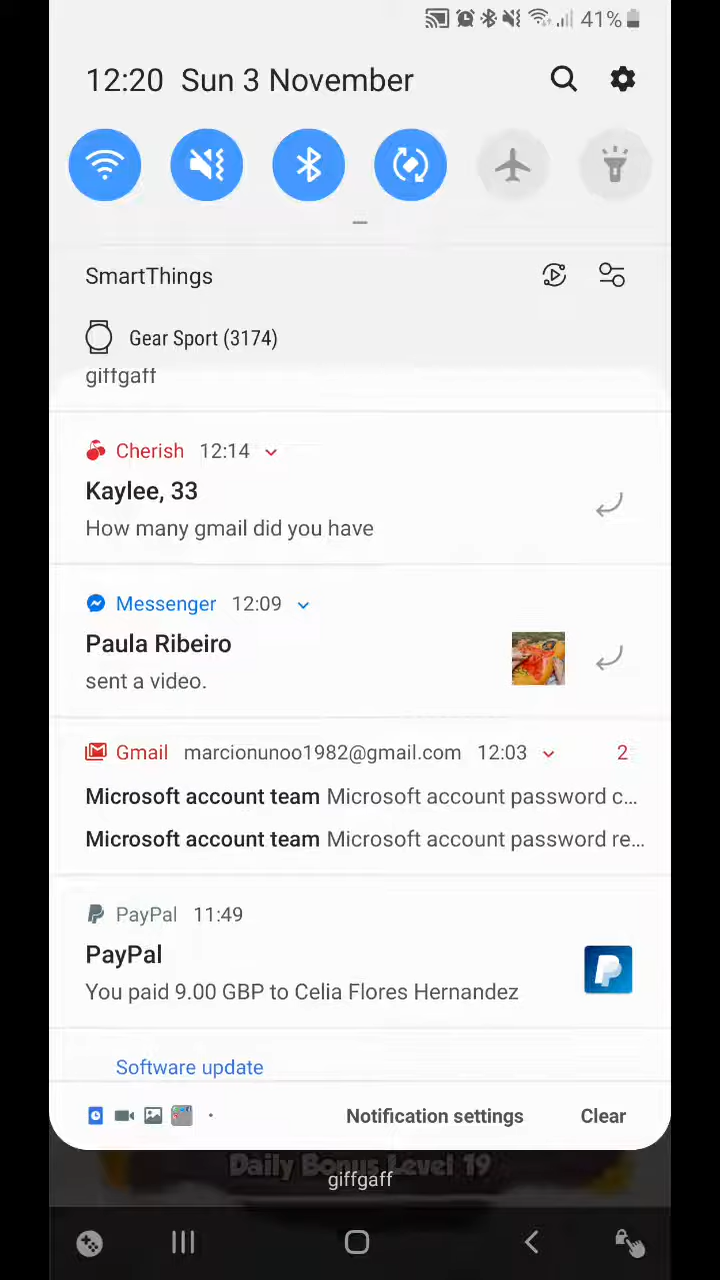 41%
12:20 Sun 3 November
SmartThings
Gear Sport (3174)
giffgaff
Cherish 12:14
Kaylee, 33
How many gmail did you have
Messenger 12:09
Paula Ribeiro
sent a video.
Gmail marcionunoo1982@gmail.com 12:03 2
Microsoft account team Microsoft account password c...
Microsoft account team Microsoft account password re...
PayPal 11:49
PayPal
You paid 9.00 GBP to Celia Flores Hernandez
Software update
Notification settings Clear
Daily Bonus Level 19
giffgaff